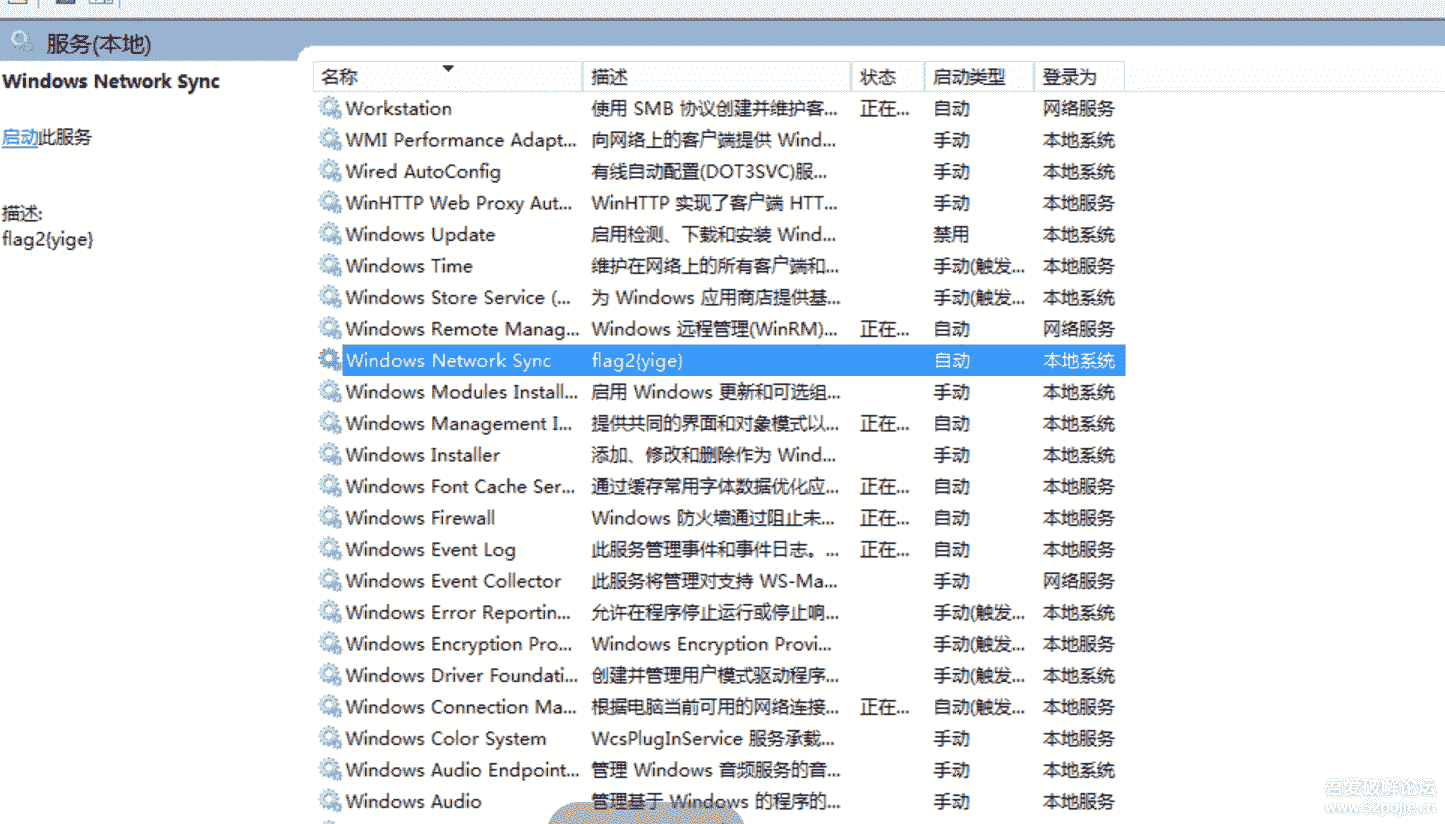 服务(本地)
Windows Network Sync
启动此服务
描述:
flag2{yige}
名称 描述 状态 启动类型 登录为
Workstation 使用 SMB 协议创建并维护客... 正在... 自动 网络服务
WMI Performance Adapt... 向网络上的客户端提供 Wind... 手动 本地系统
Wired AutoConfig 有线自动配置(DOT3SVC)服... 手动 本地系统
WinHTTP Web Proxy Aut... WinHTTP 实现了客户端 HTT... 手动 本地服务
Windows Update 启用检测、下载和安装 Wind... 禁用 本地系统
Windows Time 维护在网络上的所有客户端和... 手动(触发... 本地服务
Windows Store Service (... 为 Windows 应用商店提供基... 手动(触发... 本地系统
Windows Remote Manag... Windows 远程管理(WinRM)... 正在... 自动 网络服务
Windows Network Sync flag2{yige} 自动 本地系统
Windows Modules Install... 启用 Windows 更新和可选组... 手动 本地系统
Windows Management I... 提供共同的界面和对象模式以... 正在... 自动 本地系统
Windows Installer 添加、修改和删除作为 Wind... 手动 本地系统
Windows Font Cache Ser... 通过缓存常用字体数据优化应... 正在... 自动 本地服务
Windows Firewall Windows 防火墙通过阻止未... 正在... 自动 本地服务
Windows Event Log 此服务管理事件和事件日志。... 正在... 自动 本地服务
Windows Event Collector 此服务将管理对支持 WS-Ma... 手动 网络服务
Windows Error Reportin... 允许在程序停止运行或停止响... 手动(触发... 本地系统
Windows Encryption Pro... Windows Encryption Provi... 手动(触发... 本地服务
Windows Driver Foundati... 创建并管理用户模式驱动程序... 手动(触发... 本地系统
Windows Connection Ma... 根据电脑当前可用的网络连接... 正在... 自动(触发... 本地服务
Windows Color System WcsPlugInService 服务承载... 手动 本地服务
Windows Audio Endpoint... 管理 Windows 音频服务的音... 手动 本地系统
Windows Audio 管理基于 Windows 的程序的... 手动 本地服务
吾爱破解论坛
www.52pojie.cn